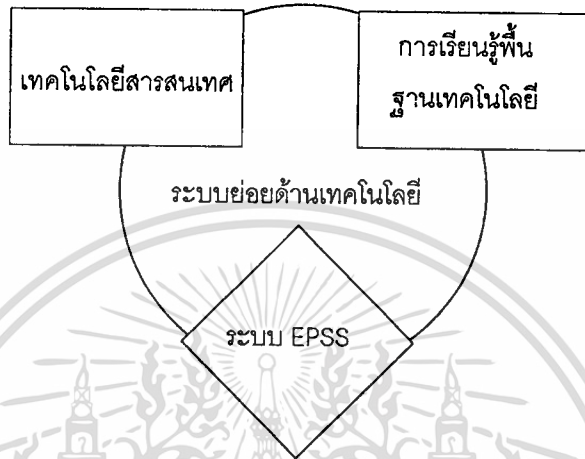 เทคโนโลยีสารสนเทศ
การเรียนรู้พื้น
ฐานเทคโนโลยี
ระบบย่อยด้านเทคโนโลยี
ระบบ EPSS